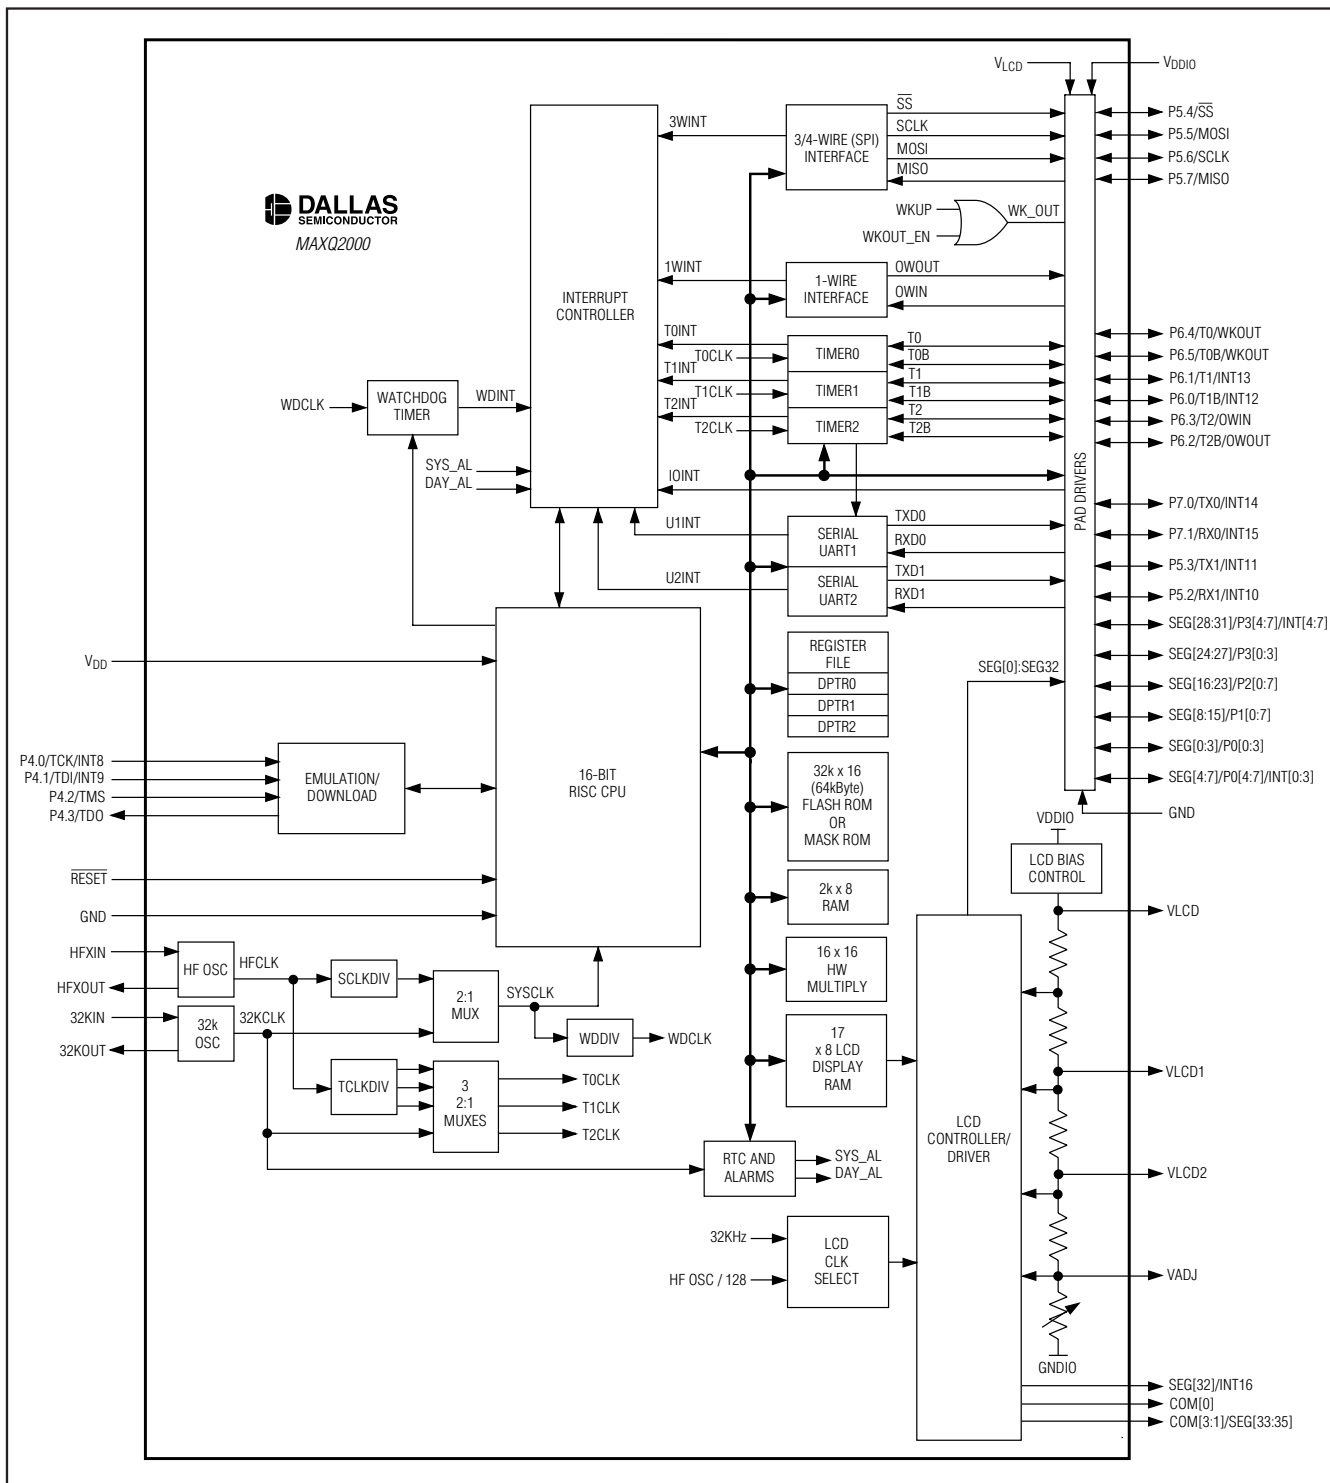 VLCD
VDDIO
SS
SCLK
MOSI
MISO
3WINT
3/4-WIRE (SPI)
INTERFACE
P5.4/SS
P5.5/MOSI
P5.6/SCLK
P5.7/MISO
DALLAS
SEMICONDUCTOR
MAXQ2000
WKUP
WKOUT_EN
WK_OUT
1WINT
1-WIRE
INTERFACE
OWOUT
OWIN
INTERRUPT
CONTROLLER
T0INT
T0CLK
T1INT
T1CLK
T2INT
T2CLK
TIMER0
TIMER1
TIMER2
T0
T0B
T1
T1B
T2
T2B
P6.4/T0/WKOUT
P6.5/T0B/WKOUT
P6.1/T1/INT13
P6.0/T1B/INT12
P6.3/T2/OWIN
P6.2/T2B/OWOUT
WDCLK
WATCHDOG
TIMER
WDINT
SYS_AL
DAY_AL
IOINT
PAD DRIVERS
U1INT
U2INT
SERIAL
UART1
SERIAL
UART2
TXD0
RXD0
TXD1
RXD1
P7.0/TX0/INT14
P7.1/RX0/INT15
P5.3/TX1/INT11
P5.2/RX1/INT10
SEG[28:31]/P3[4:7]/INT[4:7]
SEG[24:27]/P3[0:3]
SEG[16:23]/P2[0:7]
SEG[8:15]/P1[0:7]
SEG[0:3]/P0[0:3]
SEG[4:7]/P0[4:7]/INT[0:3]
GND
VDD
REGISTER
FILE
DPTR0
DPTR1
DPTR2
SEG[0]:SEG32
P4.0/TCK/INT8
P4.1/TDI/INT9
P4.2/TMS
P4.3/TDO
EMULATION/
DOWNLOAD
16-BIT
RISC CPU
32k x 16
(64kByte)
FLASH ROM
OR
MASK ROM
VDDIO
LCD BIAS
CONTROL
RESET
GND
2k x 8
RAM
VLCD
HFXIN
HFXOUT
HF OSC
HFCLK
SCLKDIV
2:1
MUX
SYSCLK
16 x 16
HW
MULTIPLY
32KIN
32KOUT
32k
OSC
32KCLK
WDDIV
WDCLK
17
x 8 LCD
DISPLAY
RAM
VLCD1
TCLKDIV
3
2:1
MUXES
T0CLK
T1CLK
T2CLK
LCD
CONTROLLER/
DRIVER
RTC AND
ALARMS
SYS_AL
DAY_AL
VLCD2
32KHz
HF OSC / 128
LCD
CLK
SELECT
VADJ
GNDIO
SEG[32]/INT16
COM[0]
COM[3:1]/SEG[33:35]